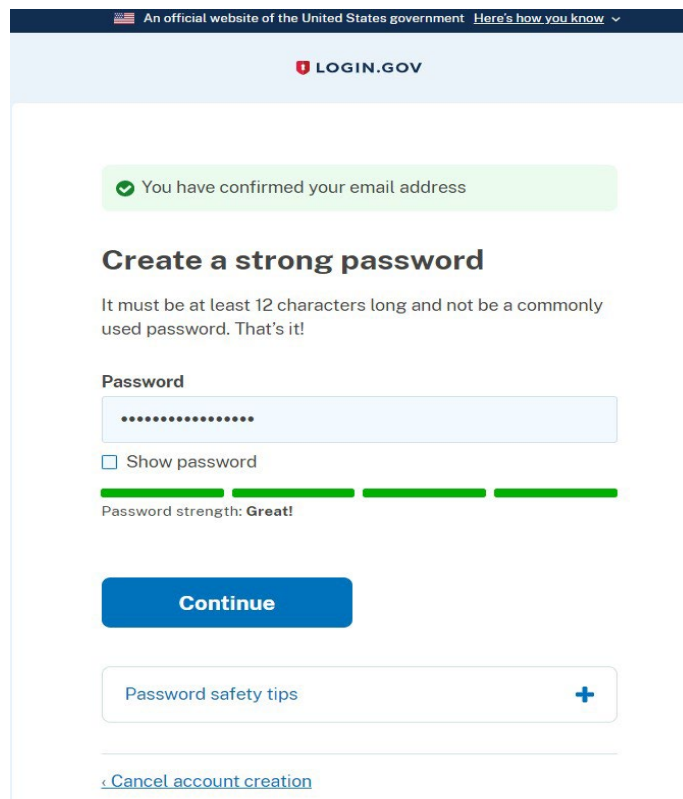 An official website of the United States government Here's how you know
LOGIN.GOV
You have confirmed your email address
Create a strong password
It must be at least 12 characters long and not be a commonly
used password. That's it!
Password
•••••••••••••••••
Show password
Password strength: Great!
Continue
Password safety tips
‹ Cancel account creation